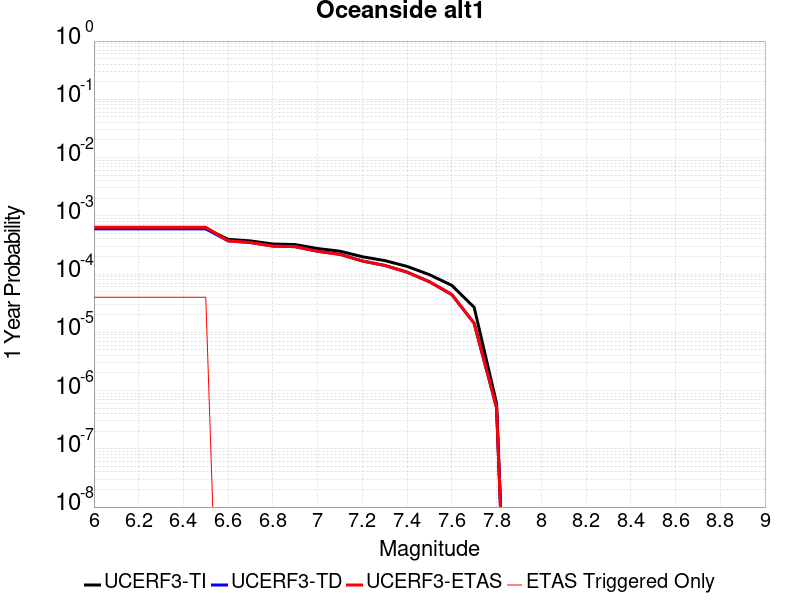 Oceanside alt1
10^0
10^-1
10^-2
10^-3
10^-4
10^-5
10^-6
10^-7
10^-8
1 Year Probability
6 6.2 6.4 6.6 6.8 7 7.2 7.4 7.6 7.8 8 8.2 8.4 8.6 8.8 9
Magnitude
UCERF3-TI UCERF3-TD UCERF3-ETAS ETAS Triggered Only